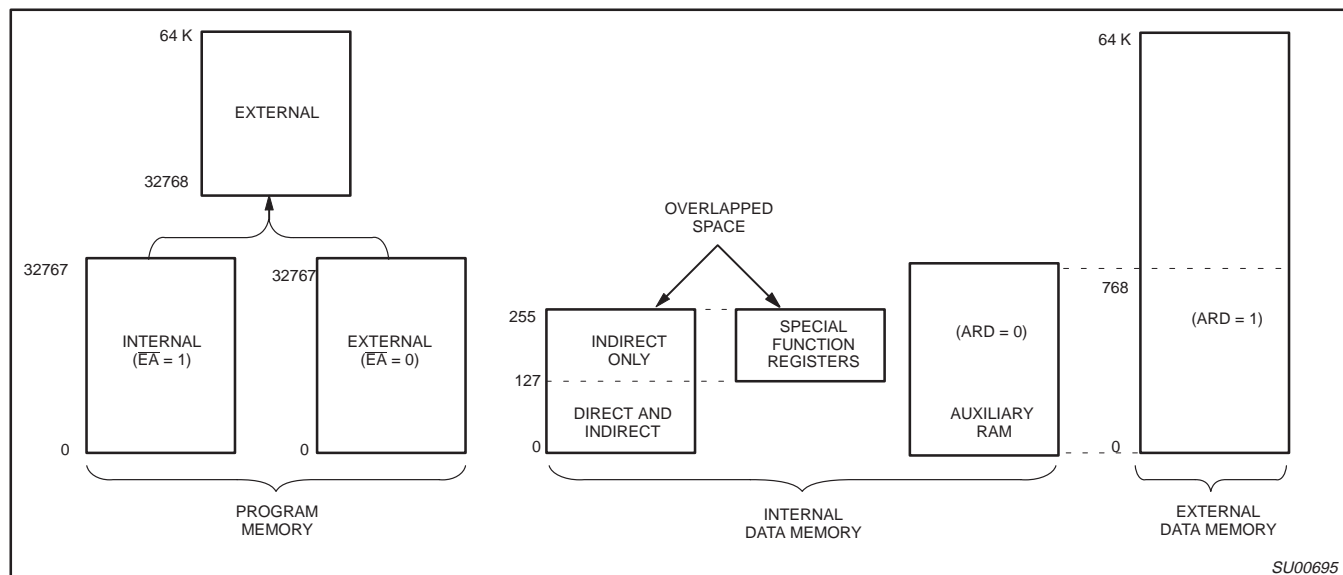 64 K
EXTERNAL
32768
32767
INTERNAL
(E̅A̅ = 1)
0
32767
EXTERNAL
(E̅A̅ = 0)
0
PROGRAM
MEMORY
OVERLAPPED
SPACE
255
INDIRECT
ONLY
127
DIRECT AND
INDIRECT
0
SPECIAL
FUNCTION
REGISTERS
(ARD = 0)
AUXILIARY
RAM
INTERNAL
DATA MEMORY
64 K
768
(ARD = 1)
0
EXTERNAL
DATA MEMORY
SU00695